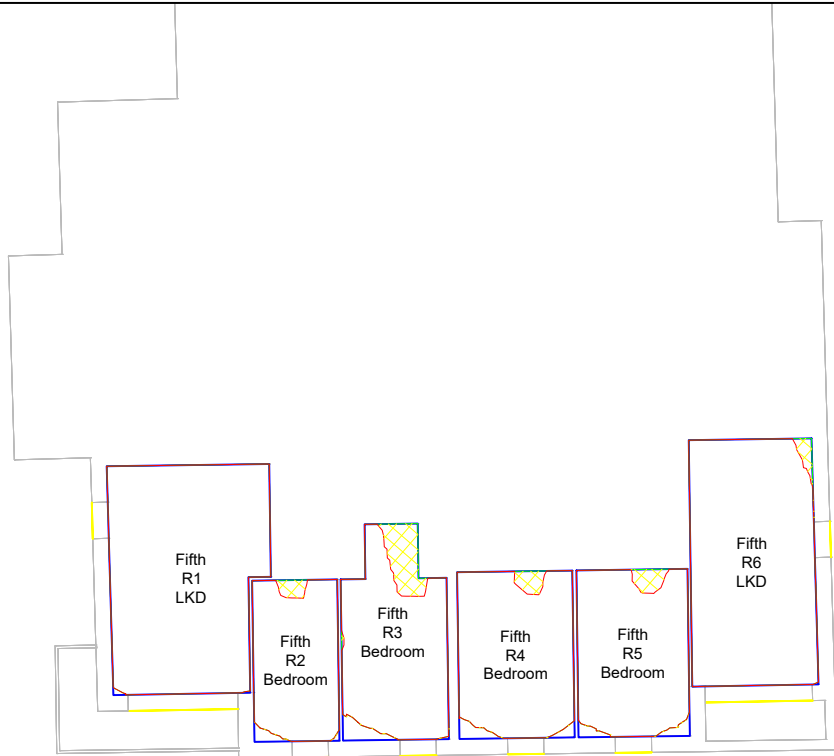 Fifth
R1
LKD
Fifth
R2
Bedroom
Fifth
R3
Bedroom
Fifth
R4
Bedroom
Fifth
R5
Bedroom
Fifth
R6
LKD